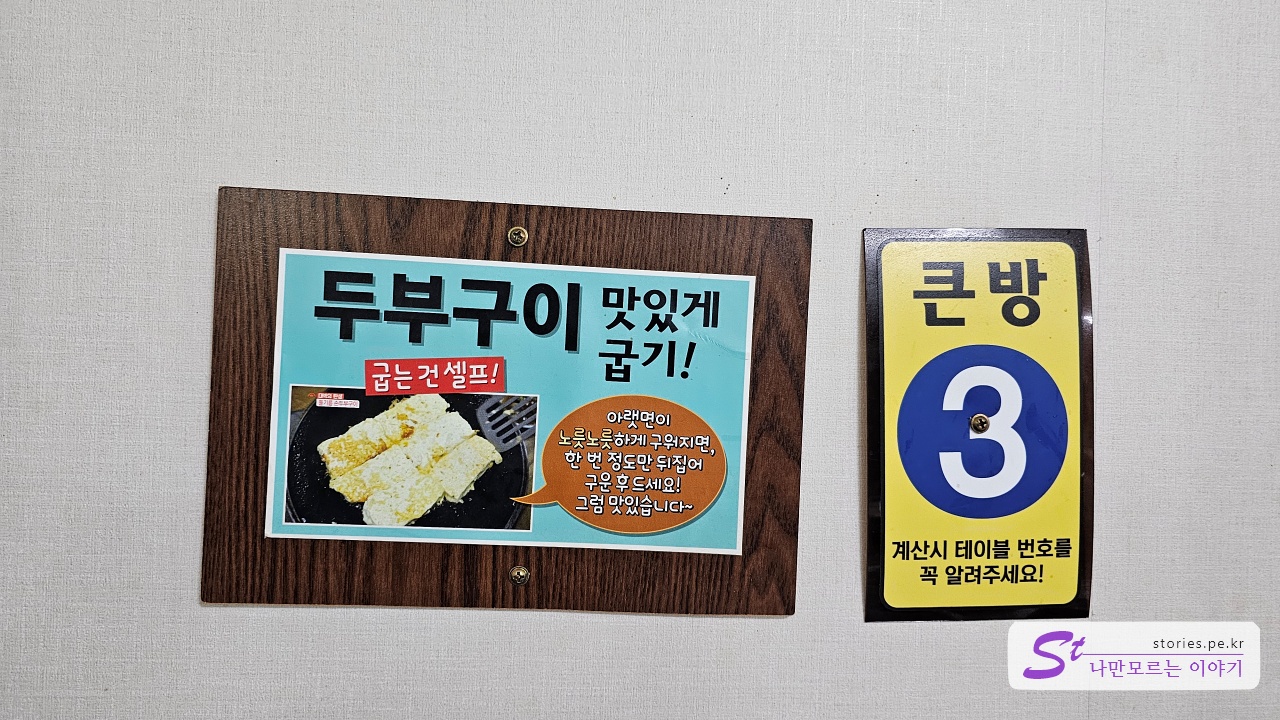 두부구이 맛있게
굽기!
굽는 건 셀프!
아랫면이
노릇노릇하게 구워지면,
한 번 정도만 뒤집어
구운 후 드세요!
그럼 맛있습니다~
큰방
3
계산시 테이블 번호를
꼭 알려주세요!
St
stories.pe.kr
나만모르는 이야기